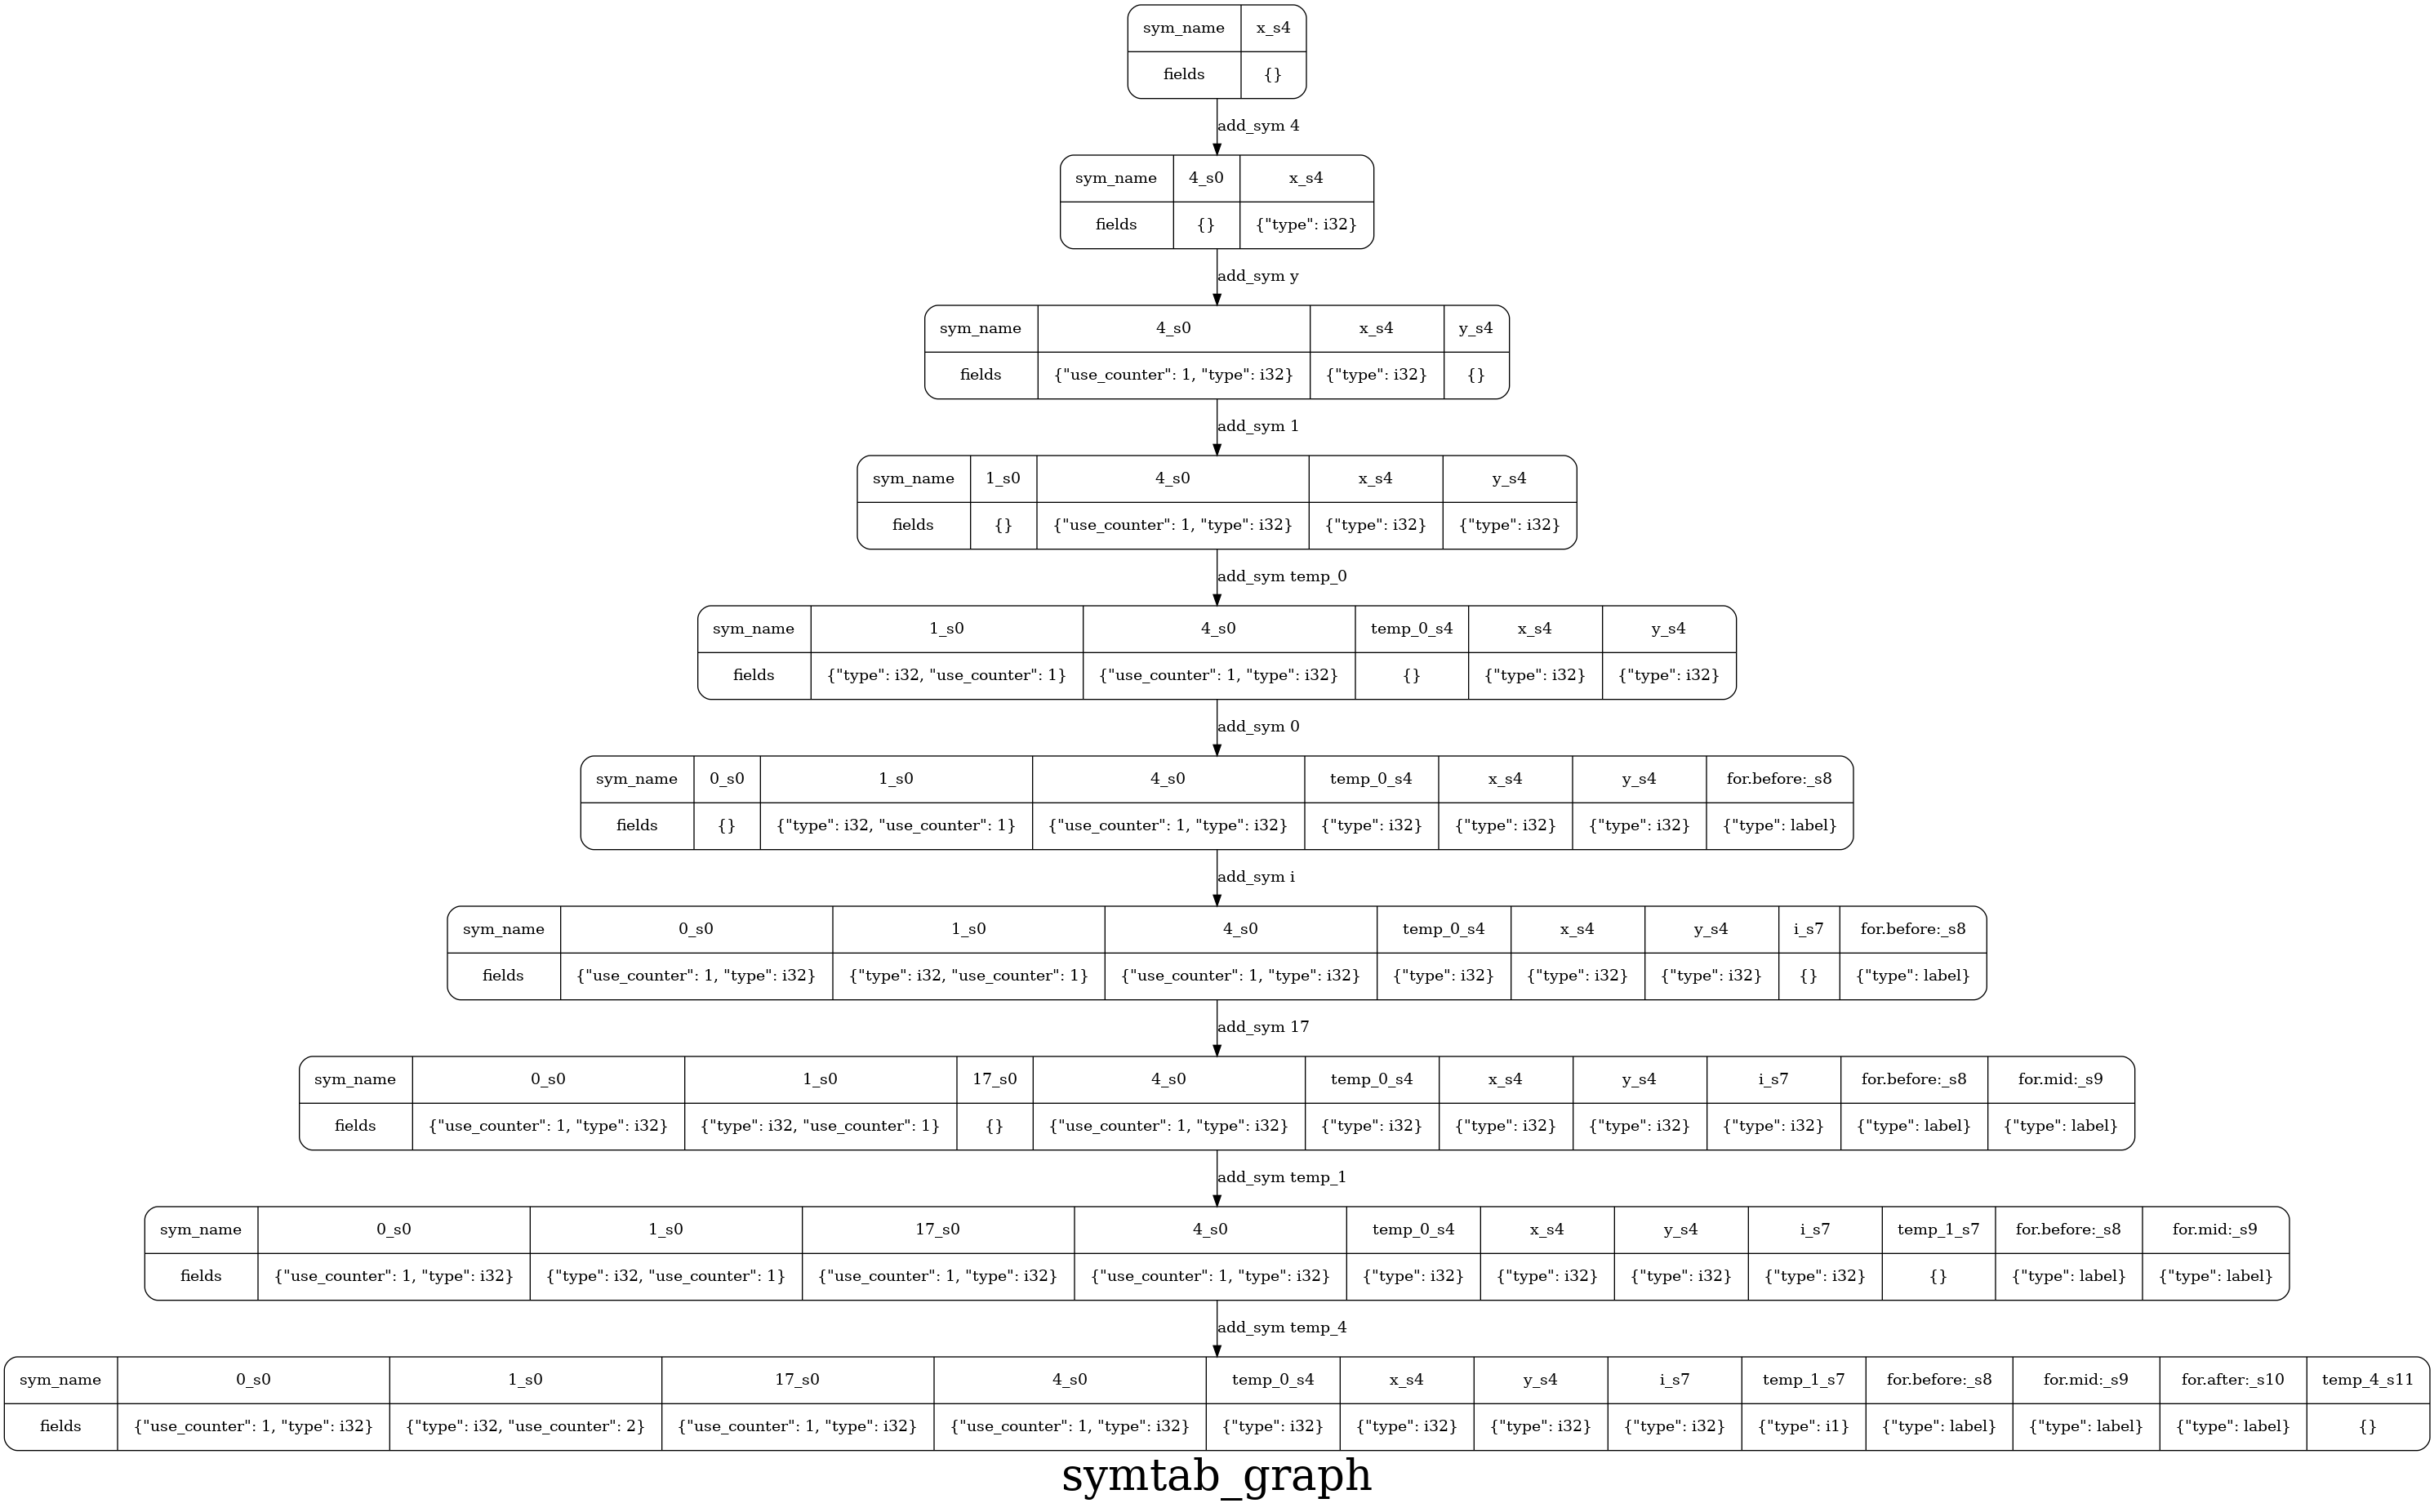 sym_name x_s4
fields {}
add_sym 4
sym_name 4_s0 x_s4
fields {} {"type": i32}
add_sym y
sym_name 4_s0 x_s4 y_s4
fields {"use_counter": 1, "type": i32} {"type": i32} {}
add_sym 1
sym_name 1_s0 4_s0 x_s4 y_s4
fields {} {"use_counter": 1, "type": i32} {"type": i32} {"type": i32}
add_sym temp_0
sym_name 1_s0 4_s0 temp_0_s4 x_s4 y_s4
fields {"type": i32, "use_counter": 1} {"use_counter": 1, "type": i32} {} {"type": i32} {"type": i32}
add_sym 0
sym_name 0_s0 1_s0 4_s0 temp_0_s4 x_s4 y_s4 for.before:_s8
fields {} {"type": i32, "use_counter": 1} {"use_counter": 1, "type": i32} {"type": i32} {"type": i32} {"type": i32} {"type": label}
add_sym i
sym_name 0_s0 1_s0 4_s0 temp_0_s4 x_s4 y_s4 i_s7 for.before:_s8
fields {"use_counter": 1, "type": i32} {"type": i32, "use_counter": 1} {"use_counter": 1, "type": i32} {"type": i32} {"type": i32} {"type": i32} {} {"type": label}
add_sym 17
sym_name 0_s0 1_s0 17_s0 4_s0 temp_0_s4 x_s4 y_s4 i_s7 for.before:_s8 for.mid:_s9
fields {"use_counter": 1, "type": i32} {"type": i32, "use_counter": 1} {} {"use_counter": 1, "type": i32} {"type": i32} {"type": i32} {"type": i32} {"type": i32} {"type": label} {"type": label}
add_sym temp_1
sym_name 0_s0 1_s0 17_s0 4_s0 temp_0_s4 x_s4 y_s4 i_s7 temp_1_s7 for.before:_s8 for.mid:_s9
fields {"use_counter": 1, "type": i32} {"type": i32, "use_counter": 1} {"use_counter": 1, "type": i32} {"use_counter": 1, "type": i32} {"type": i32} {"type": i32} {"type": i32} {"type": i32} {} {"type": label} {"type": label}
add_sym temp_4
sym_name 0_s0 1_s0 17_s0 4_s0 temp_0_s4 x_s4 y_s4 i_s7 temp_1_s7 for.before:_s8 for.mid:_s9 for.after:_s10 temp_4_s11
fields {"use_counter": 1, "type": i32} {"type": i32, "use_counter": 2} {"use_counter": 1, "type": i32} {"use_counter": 1, "type": i32} {"type": i32} {"type": i32} {"type": i32} {"type": i32} {"type": i1} {"type": label} {"type": label} {"type": label} {}
symtab_graph